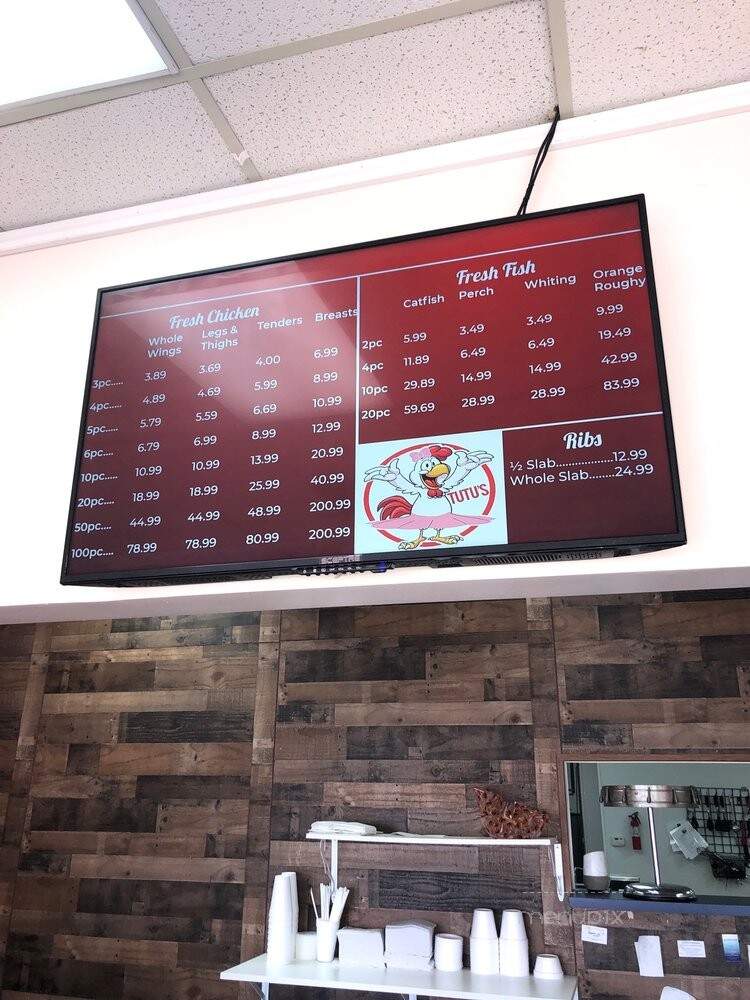 Fresh Chicken
Whole Wings Legs & Thighs Tenders Breasts
3pc..... 3.89 3.69 4.00 6.99
4pc..... 4.89 4.69 5.99 8.99
5pc..... 5.79 5.59 6.69 10.99
6pc.... 6.79 6.99 8.99 12.99
10pc.... 10.99 10.99 13.99 20.99
20pc.... 18.99 18.99 25.99 40.99
50pc.... 44.99 44.99 48.99 200.99
100pc.... 78.99 78.99 80.99 200.99
Fresh Fish
Catfish Perch Whiting Orange Roughy
2pc 5.99 3.49 3.49 9.99
4pc 11.89 6.49 6.49 19.49
10pc 29.89 14.99 14.99 42.99
20pc 59.69 28.99 28.99 83.99
TUTU'S
Ribs
½ Slab.................12.99
Whole Slab........24.99
SCEPTRE
menupix